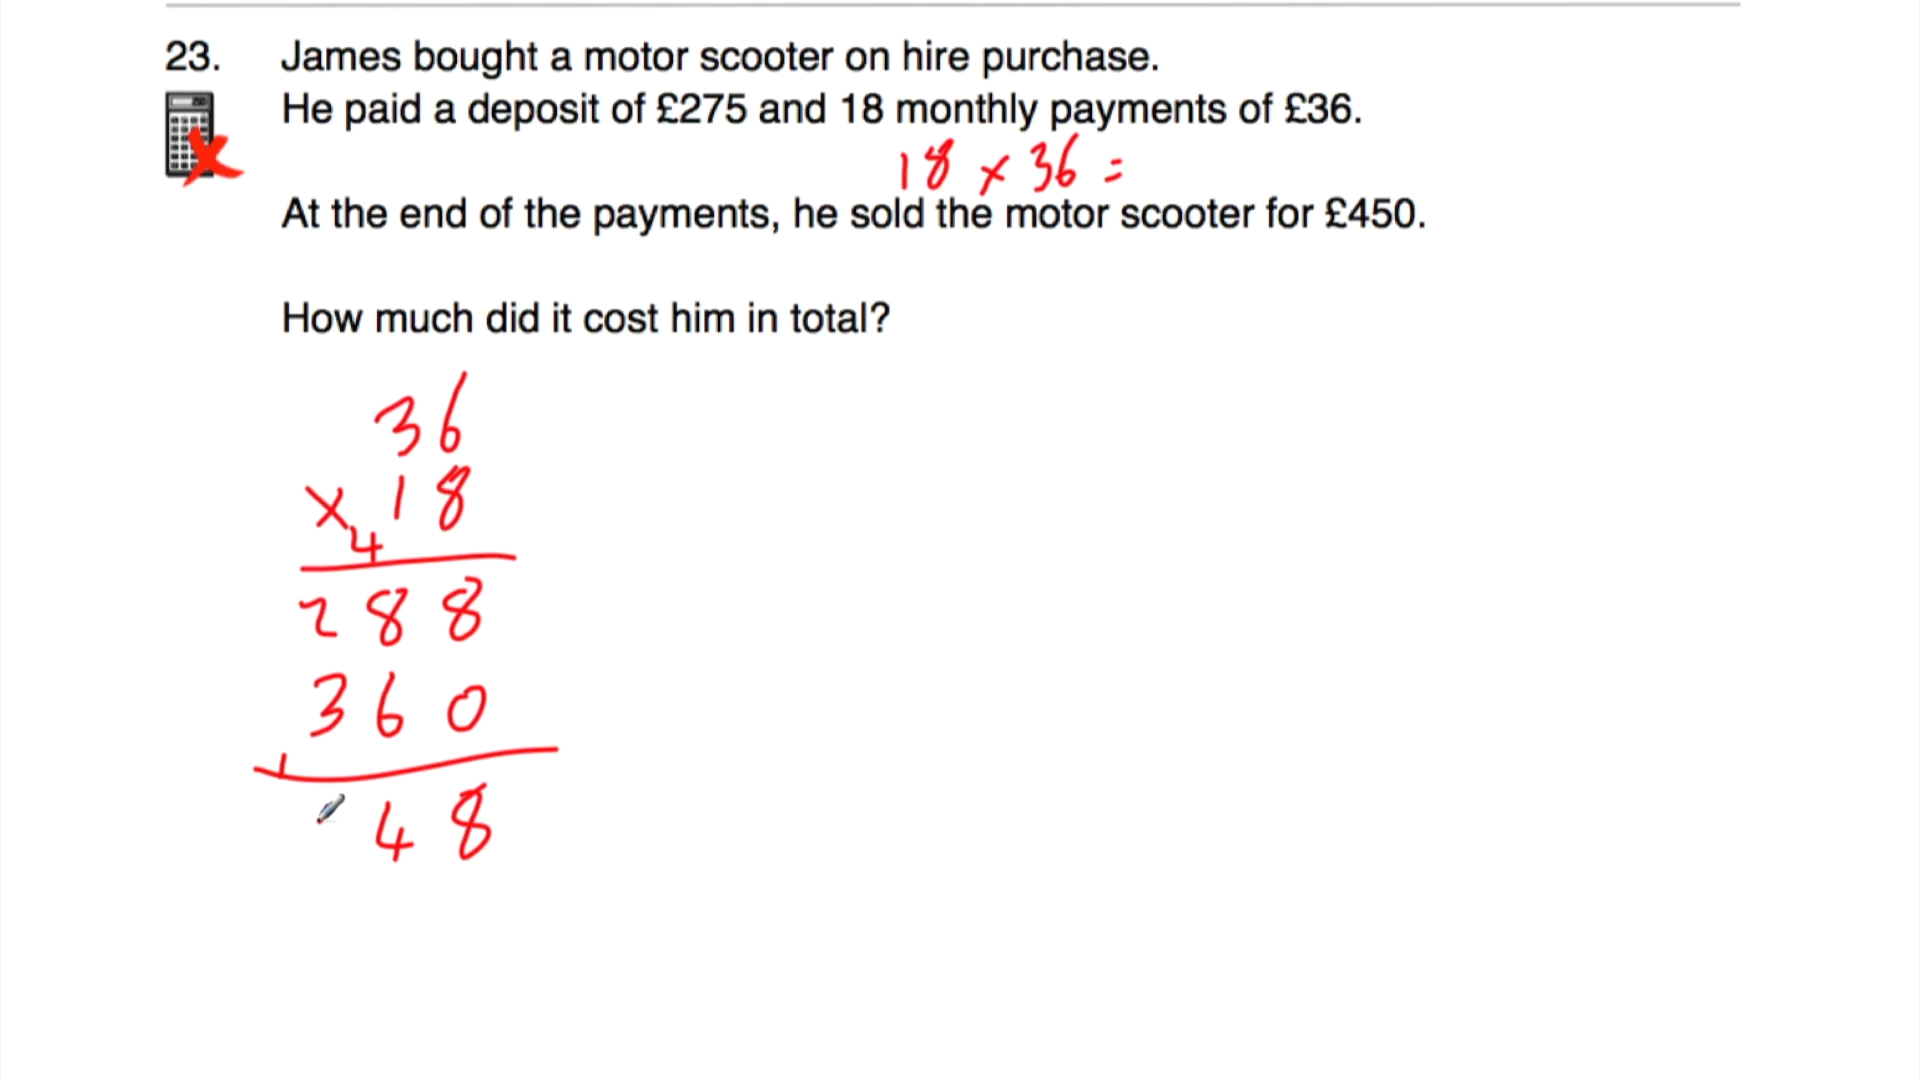 23. James bought a motor scooter on hire purchase.
He paid a deposit of £275 and 18 monthly payments of £36.
18 x 36 =
At the end of the payments, he sold the motor scooter for £450.
How much did it cost him in total?
36
x 18
4
288
360
+
48